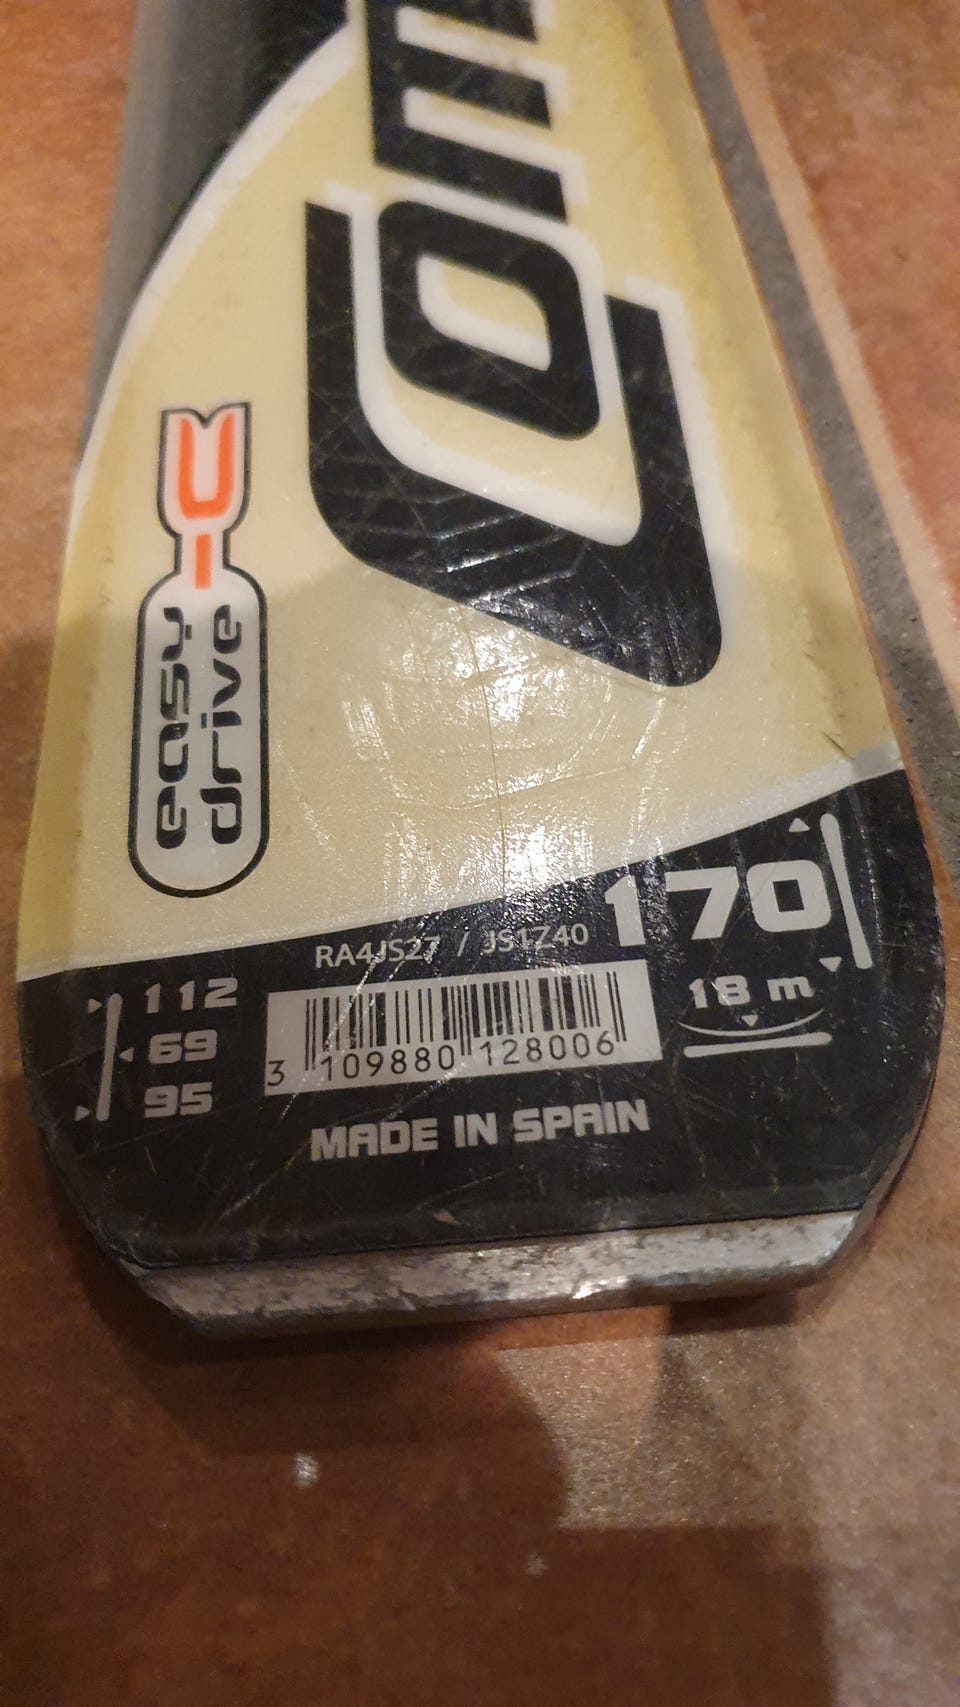 easy
drive
RA4JS27 / JS1Z40
170
112
69
95
18 m
3 109880 128006
MADE IN SPAIN